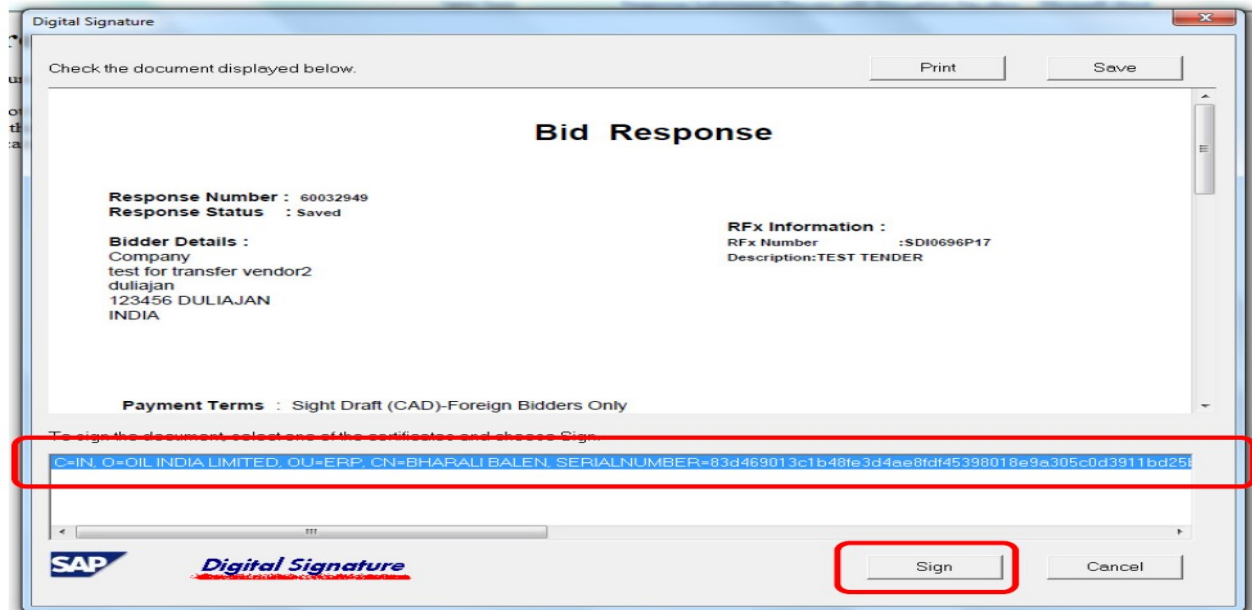 Digital Signature
Check the document displayed below.
Print
Save
Bid Response
Response Number : 60032949
Response Status : Saved
RFx Information :
RFx Number :SDI0696P17
Description:TEST TENDER
Bidder Details :
Company
test for transfer vendor2
duliajan
123456 DULIAJAN
INDIA
Payment Terms : Sight Draft (CAD)-Foreign Bidders Only
To sign the document, select one of the certificates and choose Sign.
C=IN, O=OIL INDIA LIMITED, OU=ERP, CN=BHARALI BALEN, SERIALNUMBER=83d469013c1b48fe3d4ae8fdf45398018e9a305c0d3911bd25
SAP
Digital Signature
Sign
Cancel